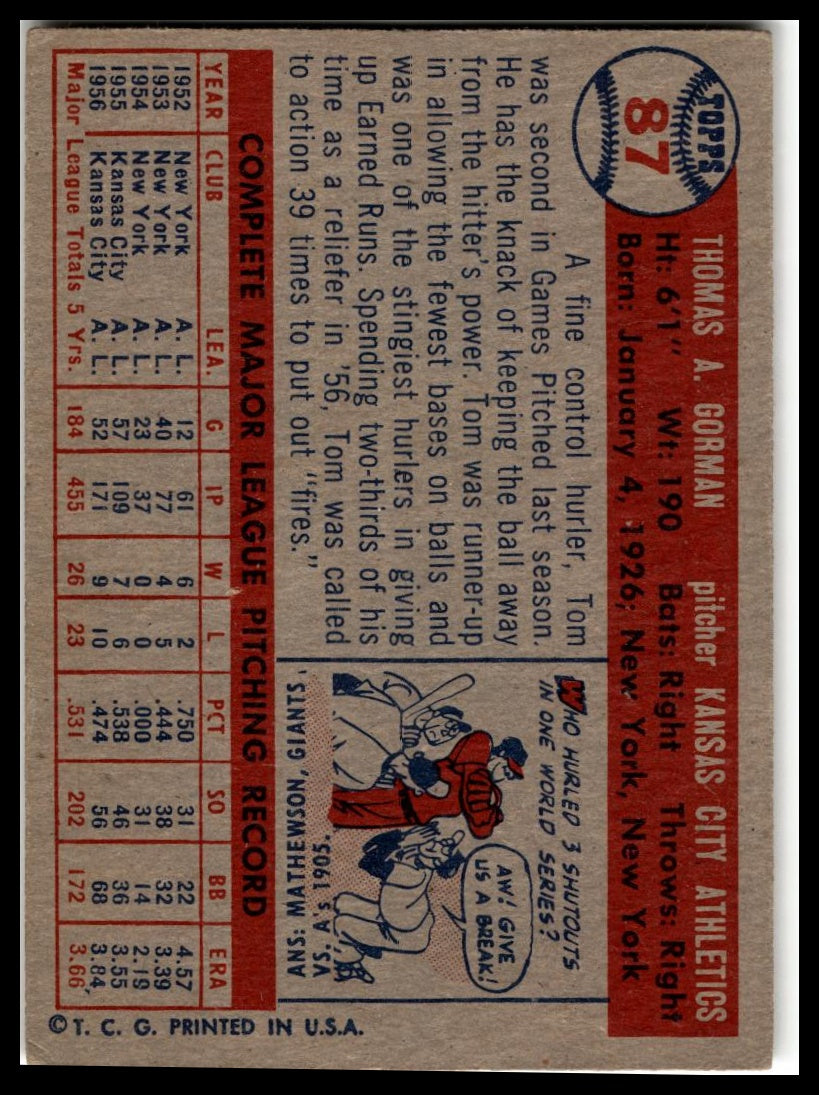 TOPPS
87
THOMAS A. GORMAN pitcher KANSAS CITY ATHLETICS
Ht: 6'1" Wt: 190 Bats: Right Throws: Right
Born: January 4, 1926; New York, New York
A fine control hurler, Tom
was second in Games Pitched last season.
He has the knack of keeping the ball away
from the hitter's power. Tom was runner-up
in allowing the fewest bases on balls and
was one of the stingiest hurlers in giving
up Earned Runs. Spending two-thirds of his
time as a reliefer in '56, Tom was called
to action 39 times to put out "fires."
WHO HURLED 3 SHUTOUTS
IN ONE WORLD SERIES?
AW! GIVE
US A BREAK!
ANS: MATHEWSON, GIANTS,
VS. A'S 1905.
COMPLETE MAJOR LEAGUE PITCHING RECORD
YEAR CLUB LEA. G IP W L PCT SO BB ERA
1952 New York A. L. 12 61 6 2 .750 31 22 4.57
1953 New York A. L. 40 77 4 5 .444 38 32 3.39
1954 New York A. L. 23 37 0 0 .000 31 14 2.19
1955 Kansas City A. L. 57 109 7 6 .538 46 36 3.55
1956 Kansas City A. L. 52 171 9 10 .474 56 68 3.84
Major League Totals 5 Yrs. 184 455 26 23 .531 202 172 3.66
© T. C. G. PRINTED IN U.S.A.